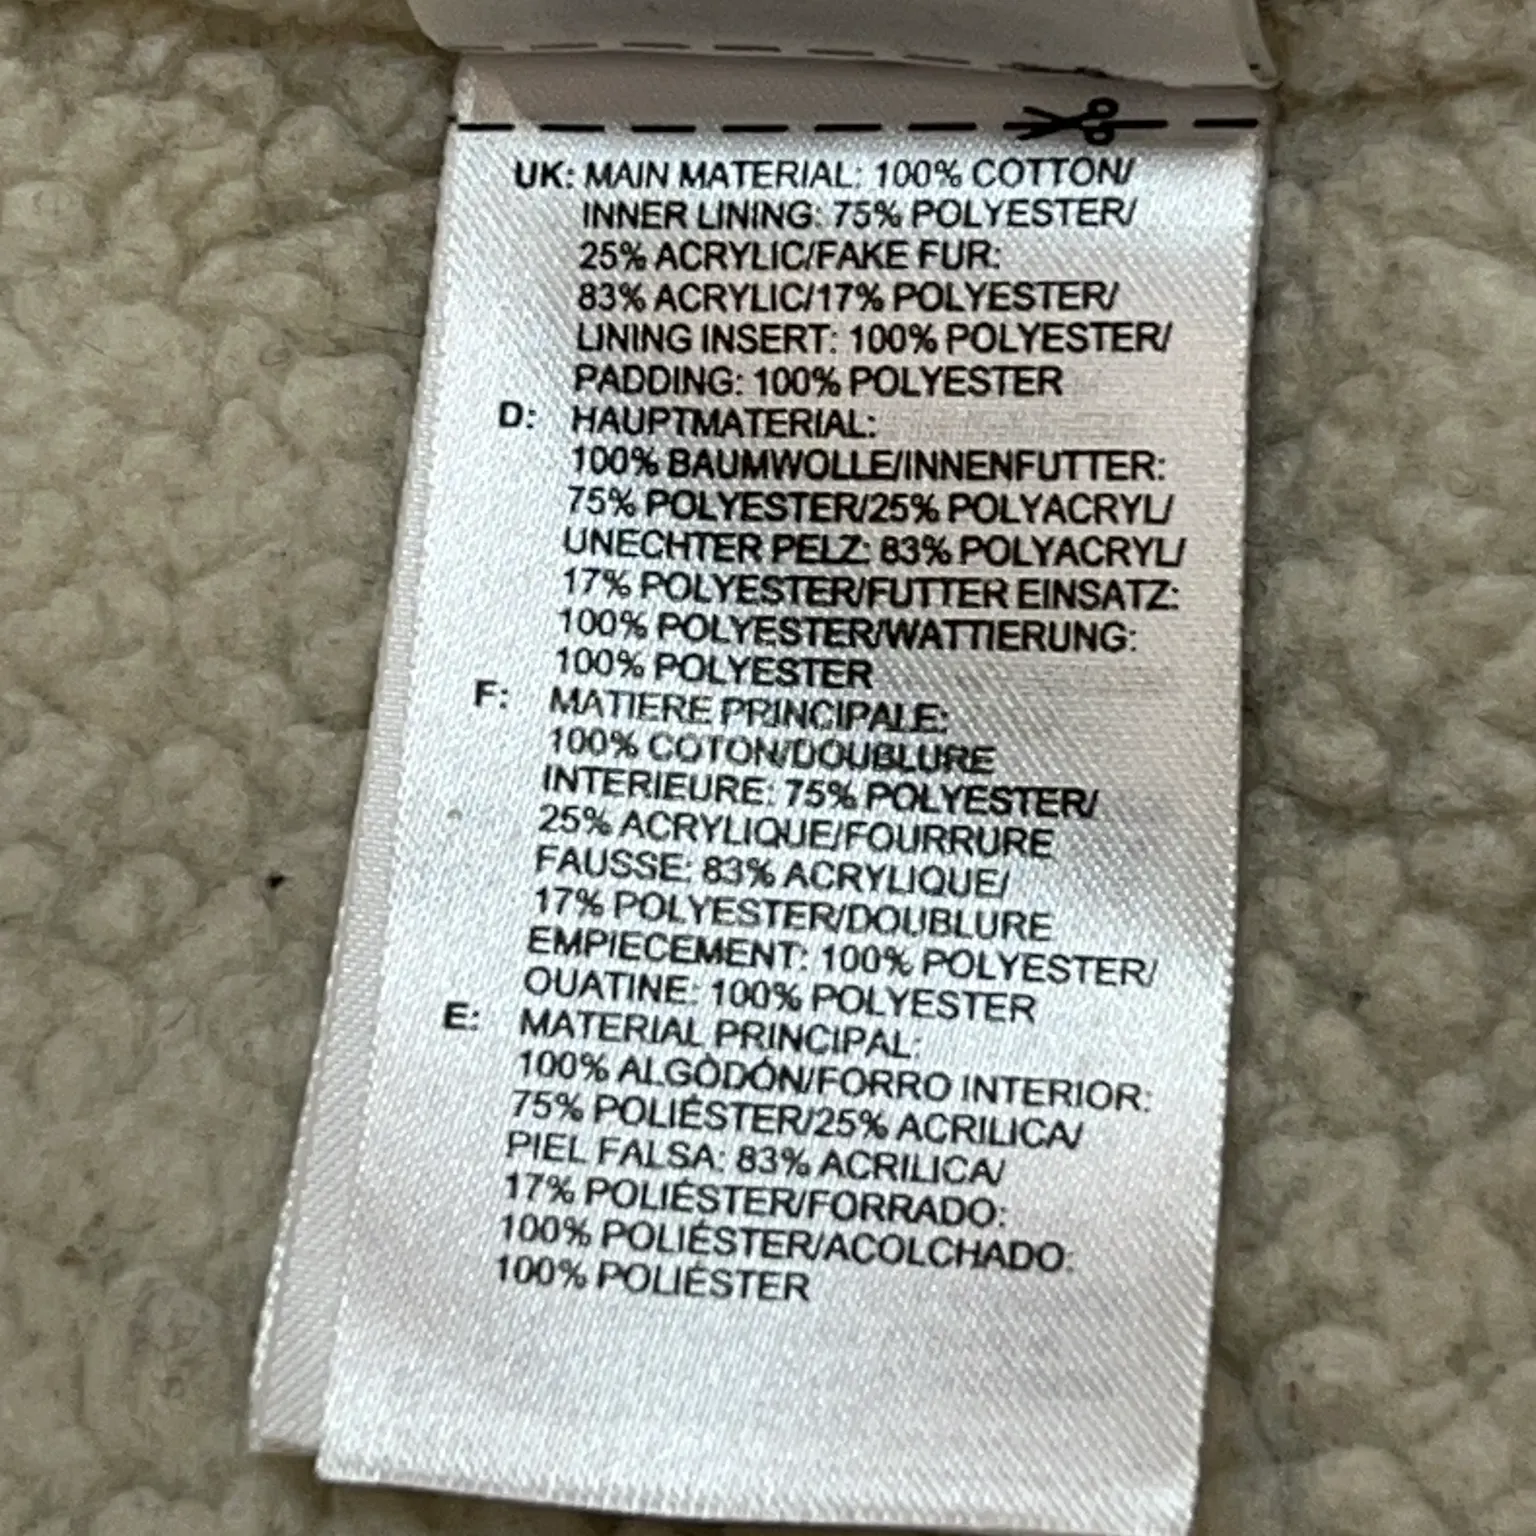 UK: MAIN MATERIAL: 100% COTTON/
INNER LINING: 75% POLYESTER/
25% ACRYLIC/FAKE FUR:
83% ACRYLIC/17% POLYESTER/
LINING INSERT: 100% POLYESTER/
PADDING: 100% POLYESTER
D: HAUPTMATERIAL:
100% BAUMWOLLE/INNENFUTTER:
75% POLYESTER/25% POLYACRYL/
UNECHTER PELZ: 83% POLYACRYL/
17% POLYESTER/FUTTER EINSATZ:
100% POLYESTER/WATTIERUNG:
100% POLYESTER
F: MATIERE PRINCIPALE:
100% COTON/DOUBLURE
INTERIEURE: 75% POLYESTER/
25% ACRYLIQUE/FOURRURE
FAUSSE: 83% ACRYLIQUE/
17% POLYESTER/DOUBLURE
EMPIECEMENT: 100% POLYESTER/
OUATINE: 100% POLYESTER
E: MATERIAL PRINCIPAL:
100% ALGÒDÓN/FORRO INTERIOR:
75% POLIÉSTER/25% ACRILICA/
PIEL FALSA: 83% ACRILICA/
17% POLIÉSTER/FORRADO:
100% POLIÉSTER/ACOLCHADO:
100% POLIÉSTER